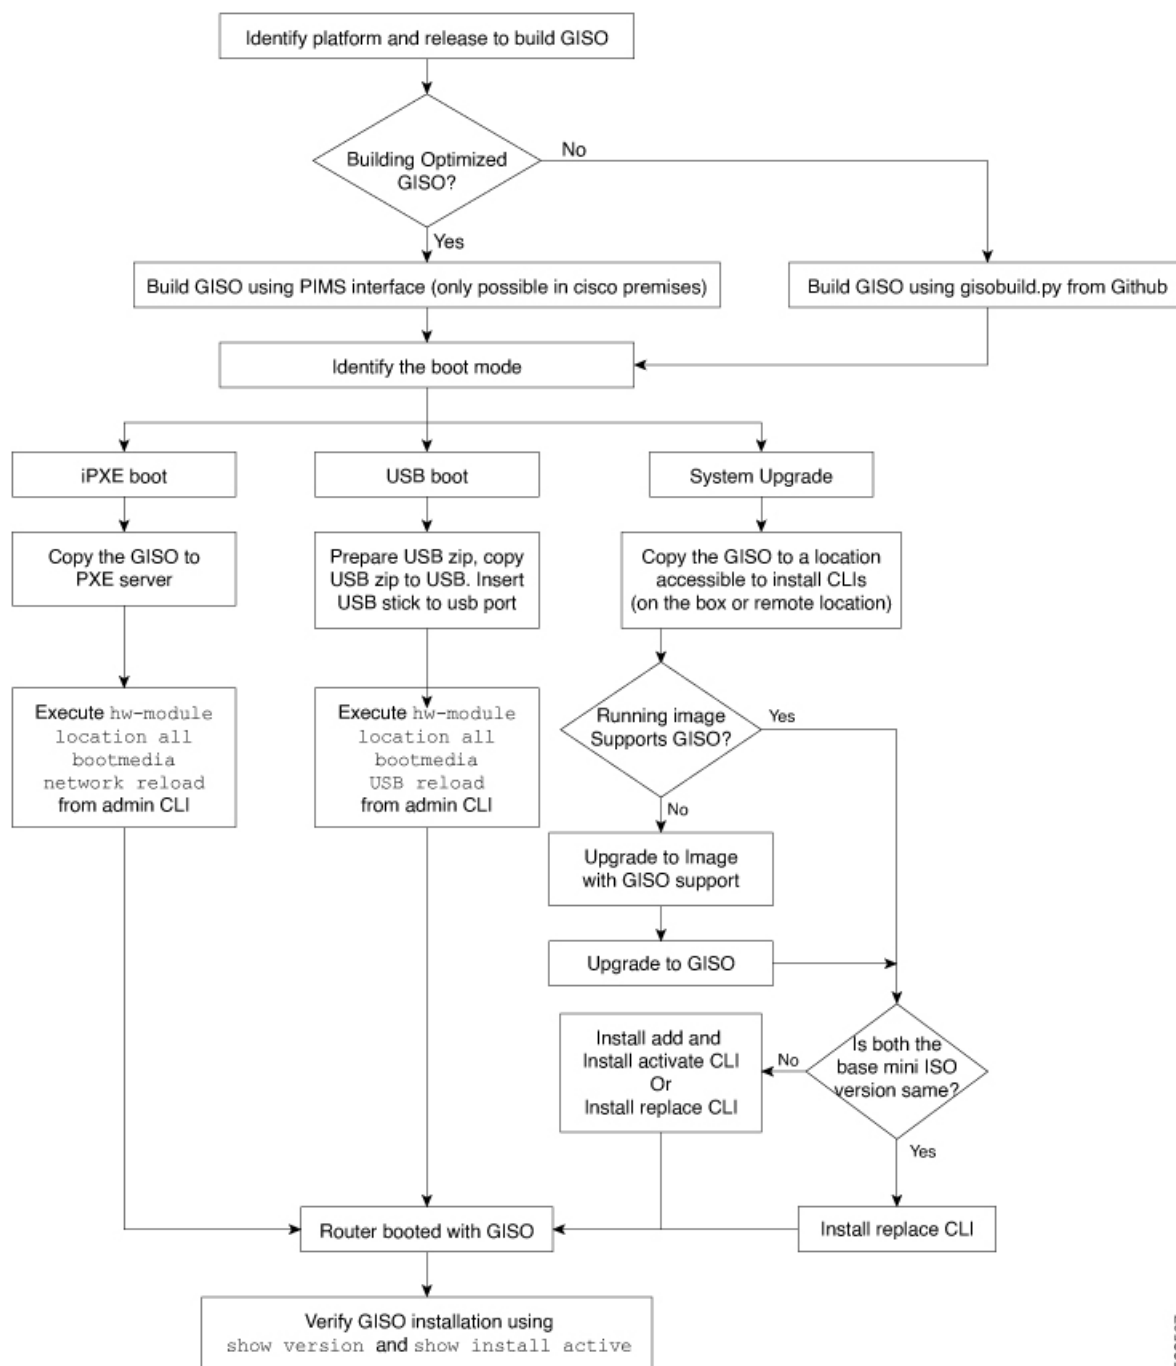 Identify platform and release to build GISO
Building Optimized
GISO?
No
Yes
Build GISO using PIMS interface (only possible in cisco premises)
Build GISO using gisobuild.py from Github
Identify the boot mode
iPXE boot
USB boot
System Upgrade
Copy the GISO to
PXE server
Prepare USB zip, copy
USB zip to USB. Insert
USB stick to usb port
Copy the GISO to a location
accessible to install CLIs
(on the box or remote location)
Execute hw-module
location all
bootmedia
network reload
from admin CLI
Execute hw-module
location all
bootmedia
USB reload
from admin CLI
Running image
Supports GISO?
Yes
No
Upgrade to Image
with GISO support
Upgrade to GISO
Install add and
Install activate CLI
Or
Install replace CLI
No
Is both the
base mini ISO
version same?
Yes
Router booted with GISO
Install replace CLI
Verify GISO installation using
show version and show install active